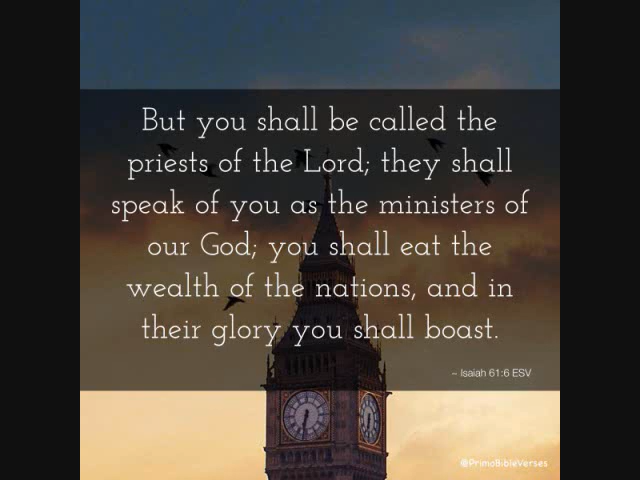 But you shall be called the
priests of the Lord; they shall
speak of you as the ministers of
our God; you shall eat the
wealth of the nations, and in
their glory you shall boast.
~ Isaiah 61:6 ESV
@PrimoBibleVerses